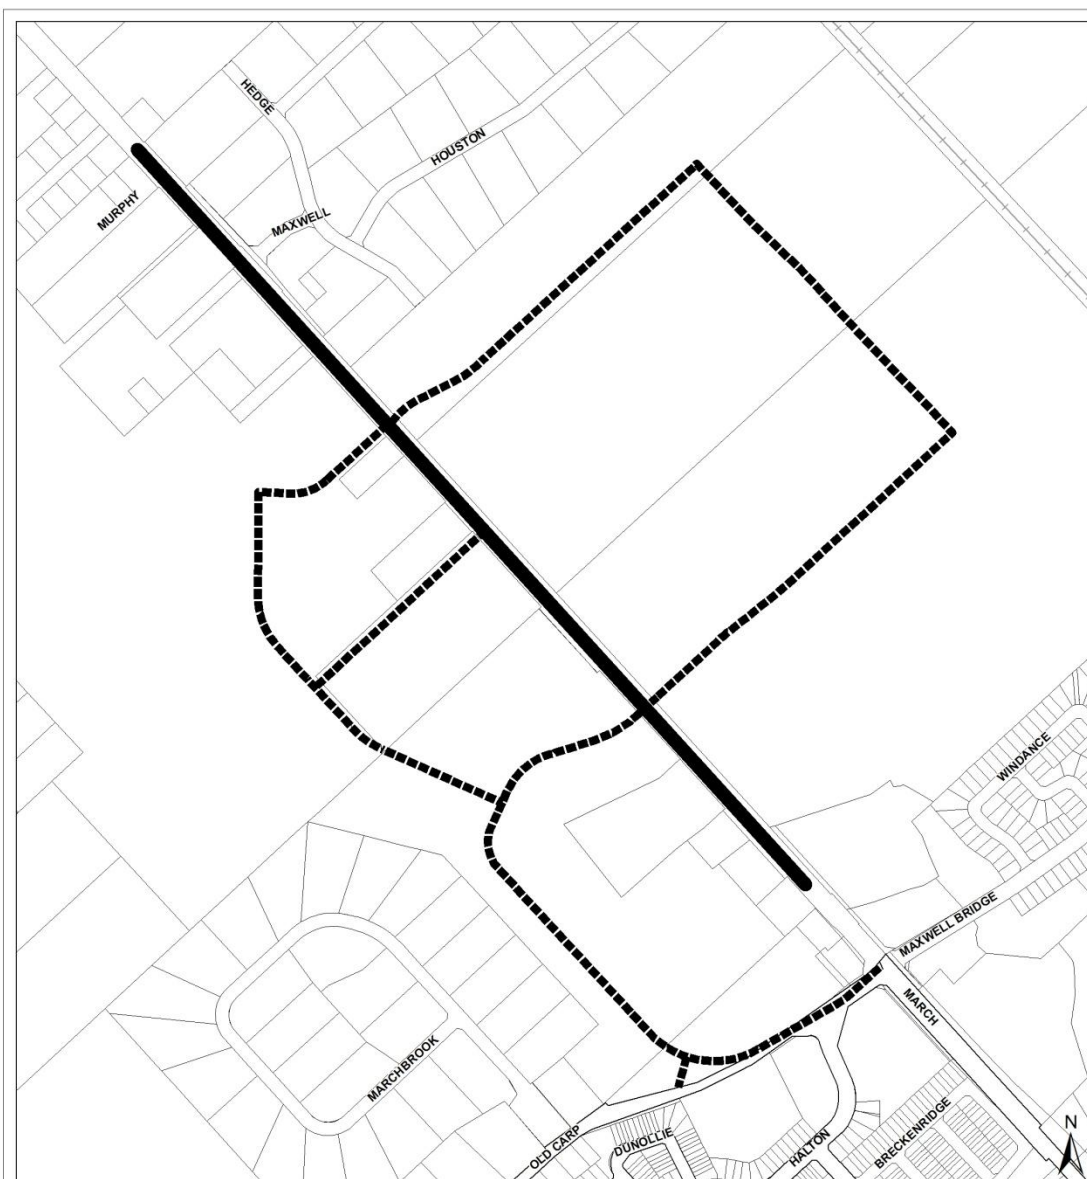 HEDGE
HOUSTON
MURPHY
MAXWELL
WINDANCE
MAXWELL BRIDGE
MARCH
MARCHBROOK
OLD CARP
DUNOLLIE
HALTON
BRECKENRIDGE
N